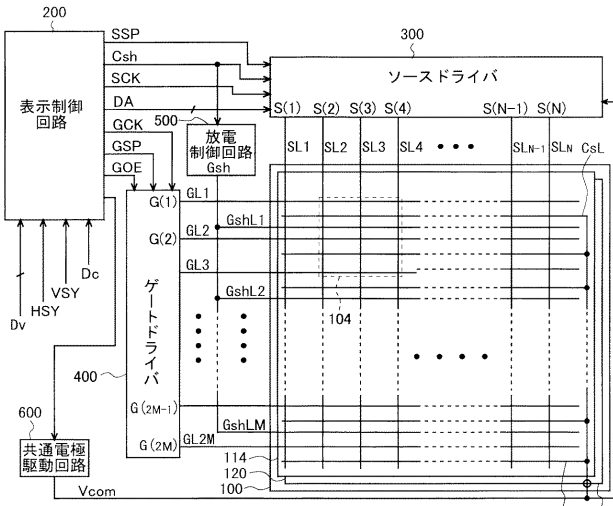 200
SSP
Csh
SCK
DA
GCK
GSP
GOE
表示制御
回路
300
ソースドライバ
S(1) S(2) S(3) S(4) S(N-1) S(N)
500
放電
制御回路
Gsh
SL1 SL2 SL3 SL4 SLN-1 SLN CsL
G(1) GL1
GshL1
G(2) GL2
GL3
GshL2
104
Dv HSY VSY Dc
ゲートドライバ
400
G(2M-1)
GshLM
G(2M) GL2M
600
共通電極
駆動回路
Vcom
114
120
100